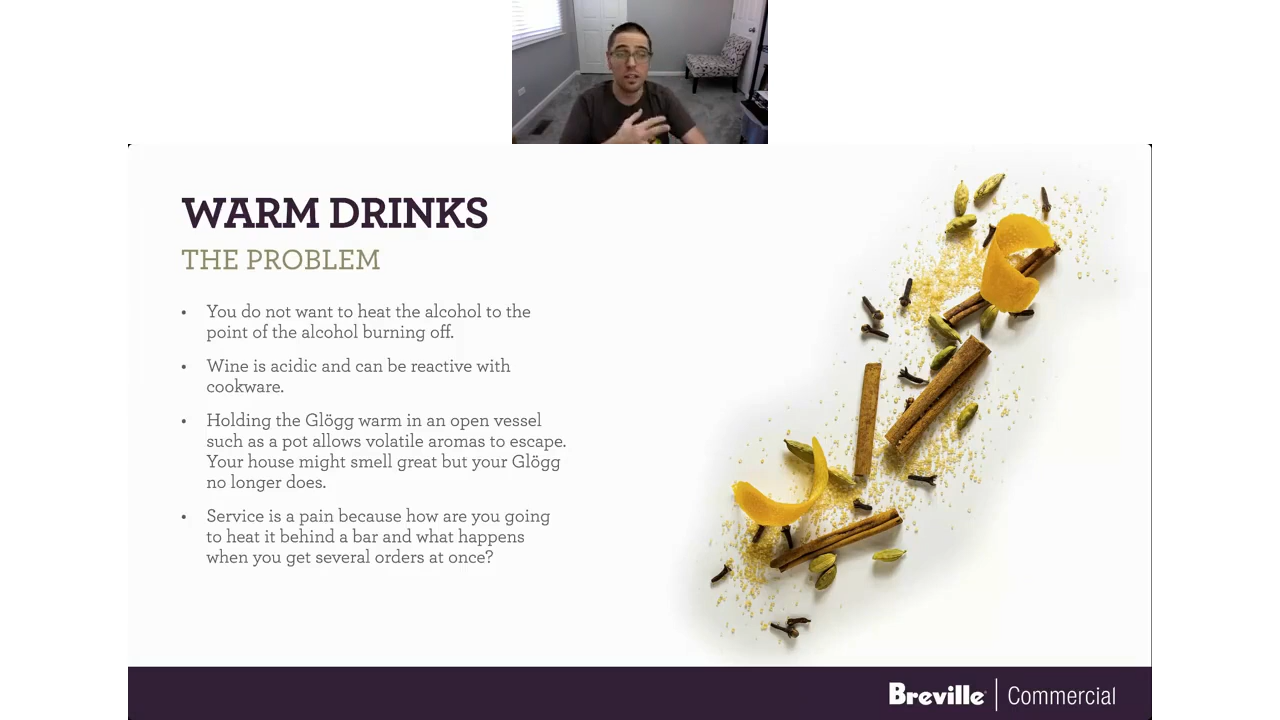 WARM DRINKS
THE PROBLEM
• You do not want to heat the alcohol to the
point of the alcohol burning off.
• Wine is acidic and can be reactive with
cookware.
• Holding the Glögg warm in an open vessel
such as a pot allows volatile aromas to escape.
Your house might smell great but your Glögg
no longer does.
• Service is a pain because how are you going
to heat it behind a bar and what happens
when you get several orders at once?
Breville | Commercial